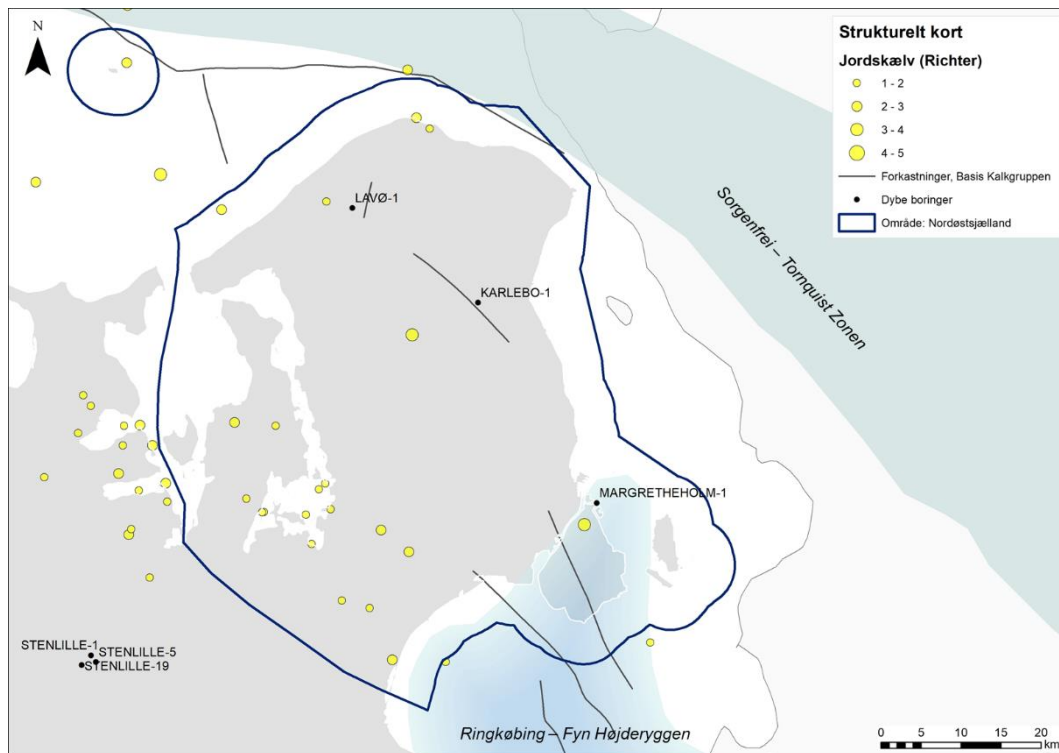 N
Strukturelt kort
Jordskælv (Richter)
1 - 2
2 - 3
3 - 4
4 - 5
Forkastninger, Basis Kalkgruppen
Dybe boringer
Område: Nordøstsjælland
Sorgenfrei – Tornquist Zonen
LAVØ-1
KARLEBO-1
MARGRETHEHOLM-1
STENLILLE-1
STENLILLE-5
STENLILLE-19
Ringkøbing – Fyn Højderyggen
0 5 10 15 20
km